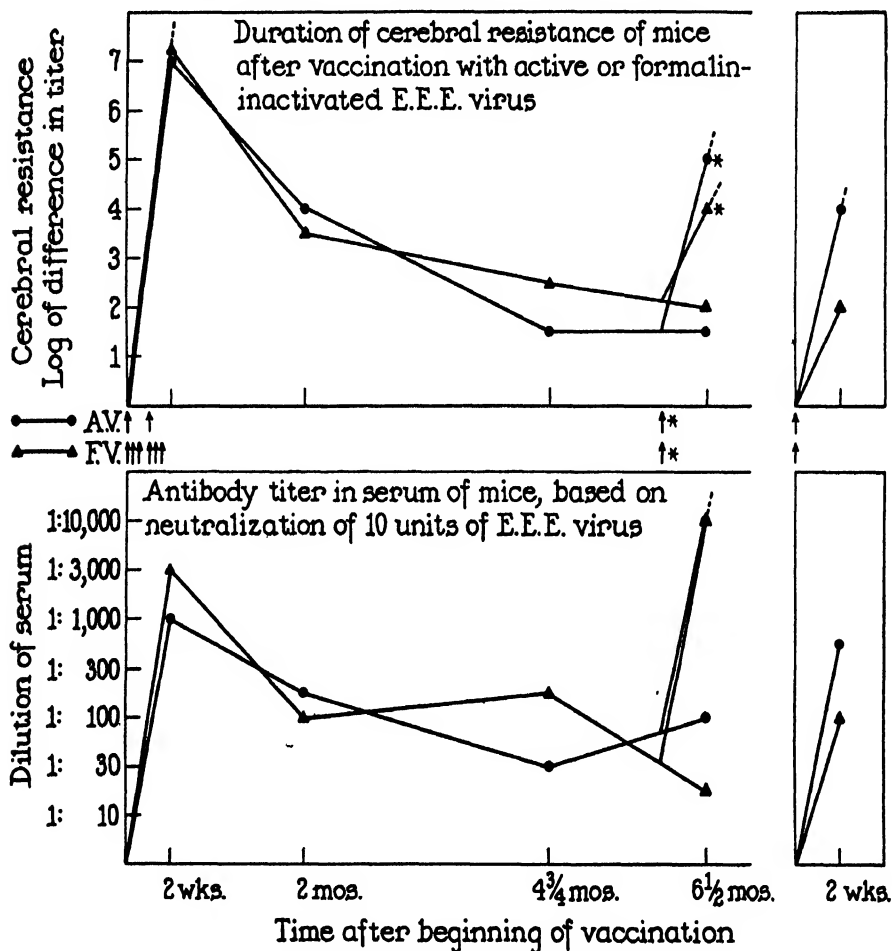 Duration of cerebral resistance of mice
after vaccination with active or formalin-
inactivated E.E.E. virus
Cerebral resistance
Log of difference in titer
7
6
5
4
3
2
1
*
*
A.V.
*
F.V.
*
Antibody titer in serum of mice, based on
neutralization of 10 units of E.E.E. virus
Dilution of serum
1:10,000
1: 3,000
1: 1,000
1: 300
1: 100
1: 30
1: 10
2 wks. 2 mos. 4¾ mos. 6½ mos. 2 wks.
Time after beginning of vaccination